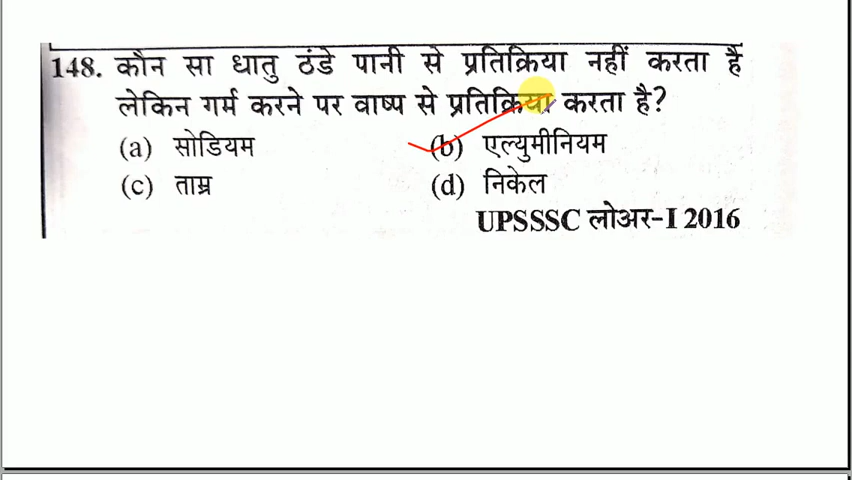 148. कौन सा धातु ठंडे पानी से प्रतिक्रिया नहीं करता है
लेकिन गर्म करने पर वाष्प से प्रतिक्रिया करता है?
(a) सोडियम (b) एल्युमीनियम
(c) ताम्र (d) निकेल
UPSSSC लोअर-I 2016